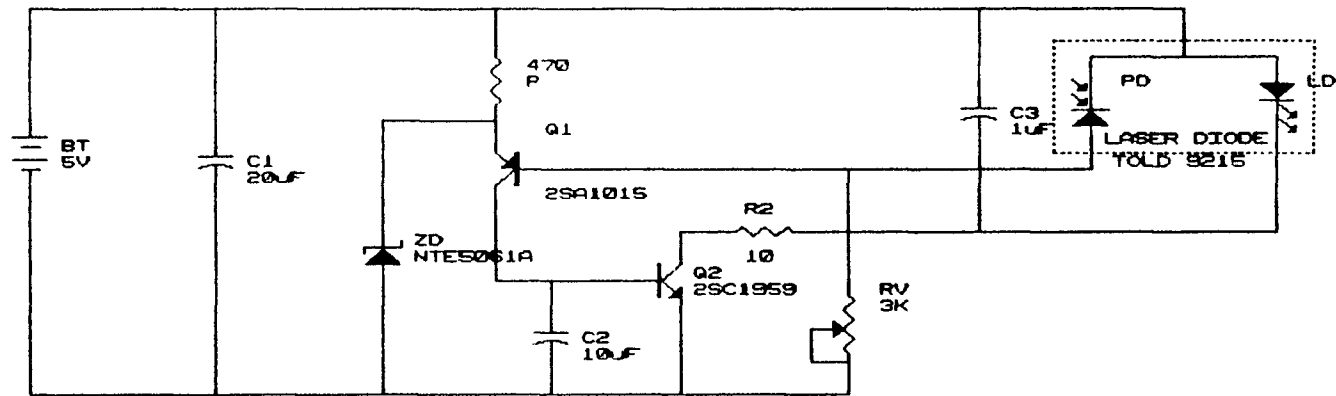 470
P
PD
LD
BT
5V
C1
20uF
Q1
C3
1uF
LASER DIODE
TOLD 9215
2SA1015
R2
10
ZD
NTE5061A
Q2
2SC1959
RV
3K
C2
10uF